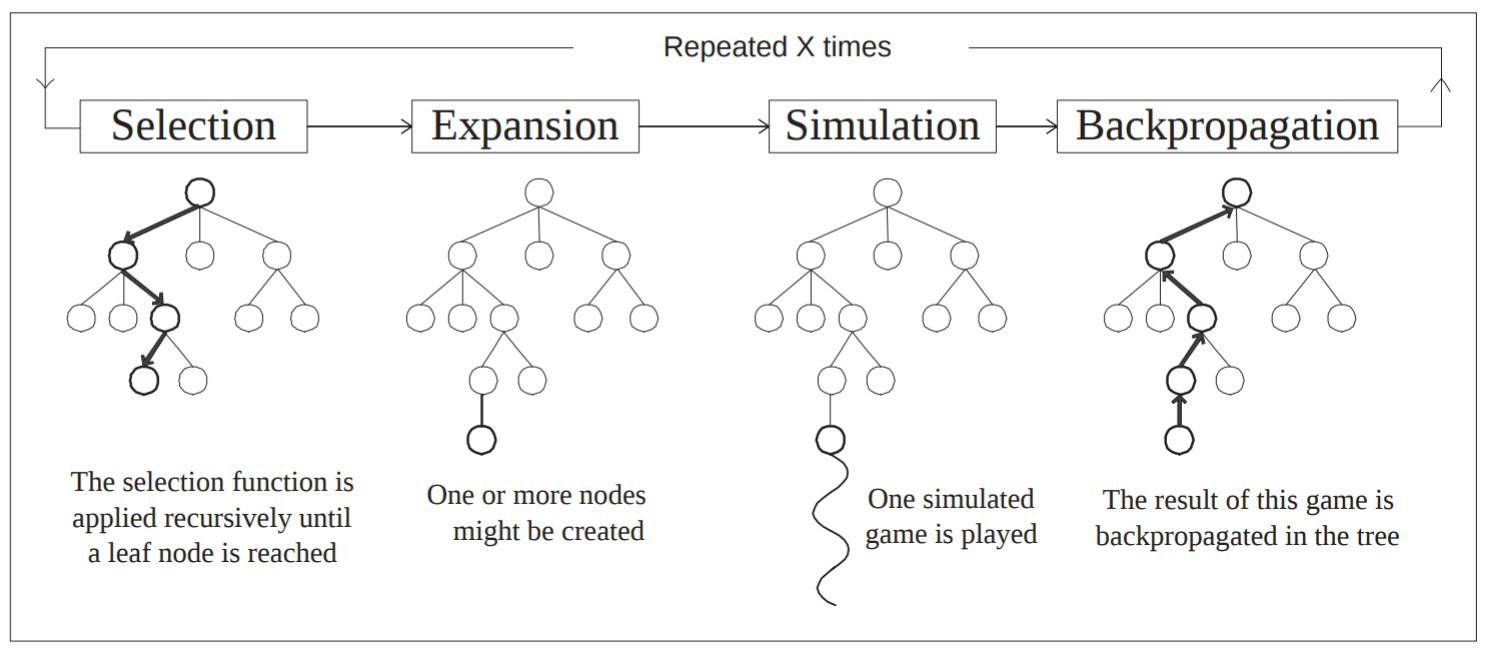 Repeated X times
Selection
Expansion
Simulation
Backpropagation
The selection function is
applied recursively until
a leaf node is reached
One or more nodes
might be created
One simulated
game is played
The result of this game is
backpropagated in the tree